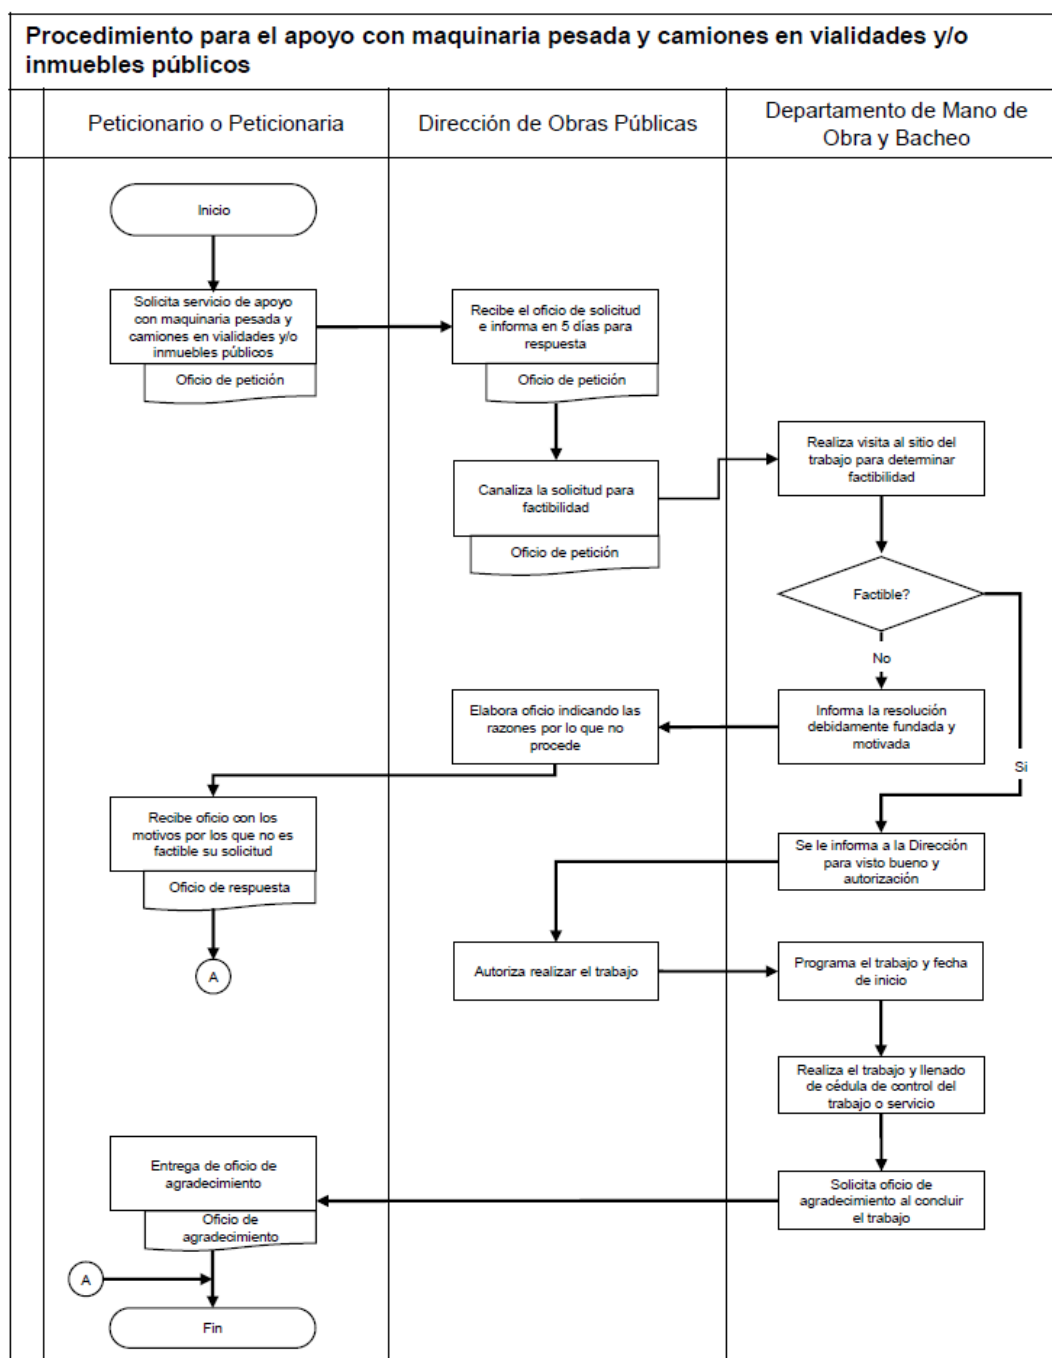 Procedimiento para el apoyo con maquinaria pesada y camiones en vialidades y/o
inmuebles públicos
Peticionario o Peticionaria
Dirección de Obras Públicas
Departamento de Mano de
Obra y Bacheo
Inicio
Solicita servicio de apoyo
con maquinaria pesada y
camiones en vialidades y/o
inmuebles públicos
Oficio de petición
Recibe el oficio de solicitud
e informa en 5 días para
respuesta
Oficio de petición
Canaliza la solicitud para
factibilidad
Oficio de petición
Realiza visita al sitio del
trabajo para determinar
factibilidad
Factible?
No
Si
Informa la resolución
debidamente fundada y
motivada
Elabora oficio indicando las
razones por lo que no
procede
Recibe oficio con los
motivos por los que no es
factible su solicitud
Oficio de respuesta
A
Se le informa a la Dirección
para visto bueno y
autorización
Autoriza realizar el trabajo
Programa el trabajo y fecha
de inicio
Realiza el trabajo y llenado
de cédula de control del
trabajo o servicio
Solicita oficio de
agradecimiento al concluir
el trabajo
Entrega de oficio de
agradecimiento
Oficio de
agradecimiento
A
Fin